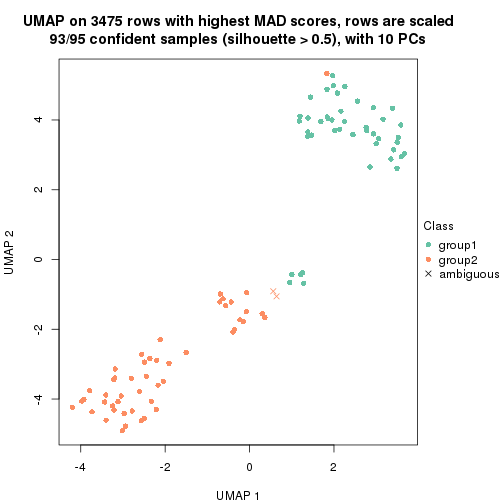 UMAP on 3475 rows with highest MAD scores, rows are scaled
93/95 confident samples (silhouette > 0.5), with 10 PCs
4
2
0
-2
-4
UMAP 2
-4
-2
0
2
UMAP 1
Class
group1
group2
ambiguous